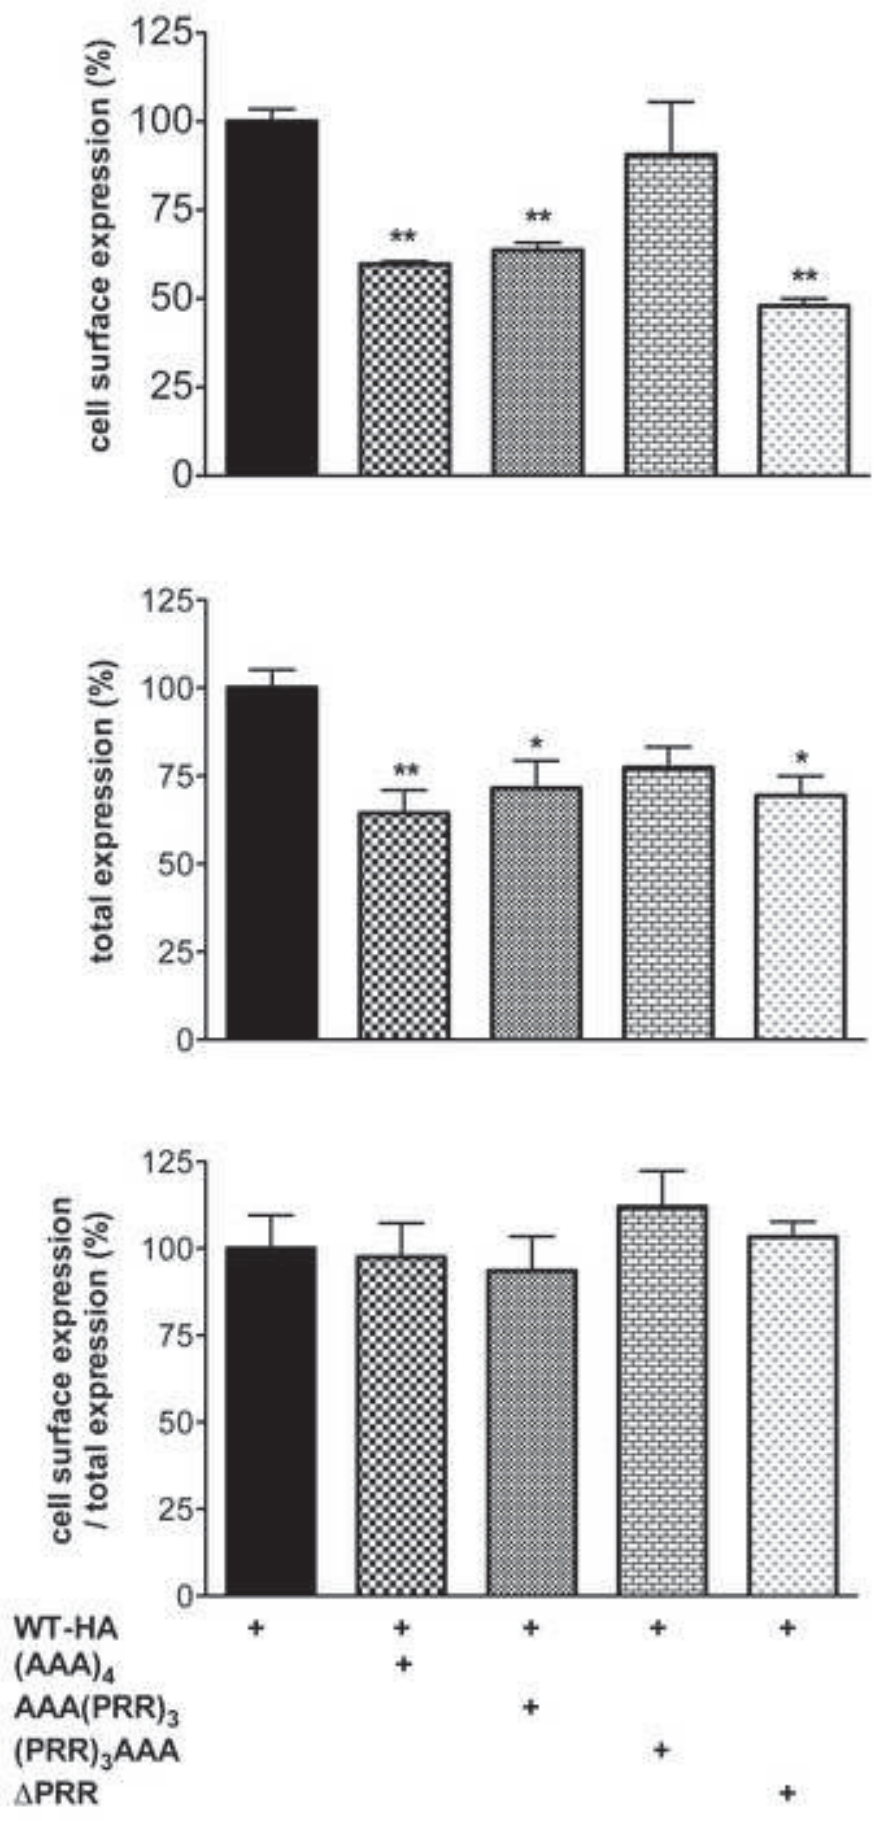 cell surface expression (%)
125
100
75
50
25
0
**
**
**
total expression (%)
125
100
75
50
25
0
**
*
*
cell surface expression
/ total expression (%)
125
100
75
50
25
0
WT-HA + + + + +
(AAA)₄ +
AAA(PRR)₃ +
(PRR)₃AAA +
ΔPRR +